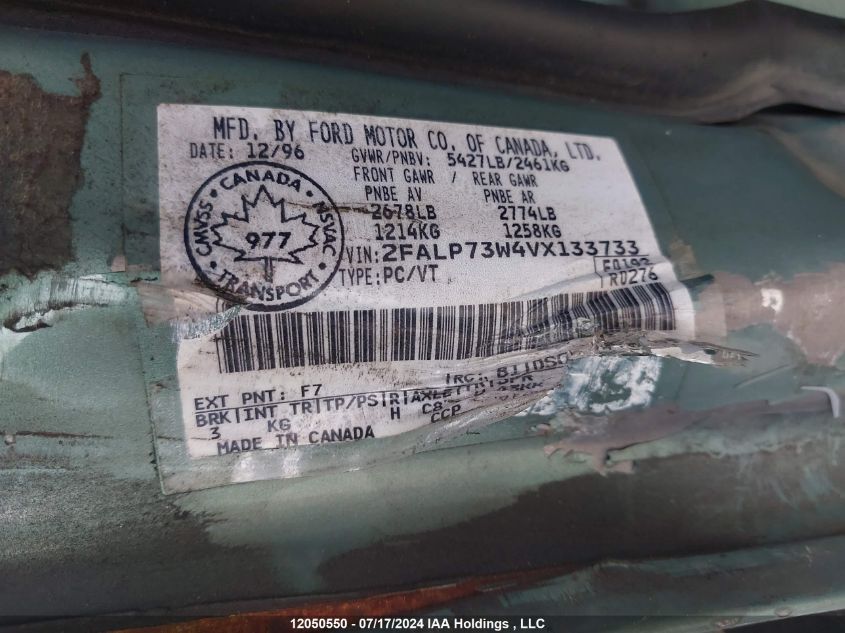 MFD. BY FORD MOTOR CO. OF CANADA, LTD.
DATE: 12/96 GVWR/PNBV: 5427LB/2461KG
FRONT GAWR / REAR GAWR
PNBE AV PNBE AR
2678LB 2774LB
1214KG 1258KG
VIN: 2FALP73W4VX133733
TYPE: PC/VT
F0192
TR0276
CANADA
CMVSS NSVAC
977
TRANSPORT
EXT PNT: F7
BRK|INT TR|TP/PS|R|AXLE
3 KG H
CCP
MADE IN CANADA
12050550 - 07/17/2024 IAA Holdings , LLC